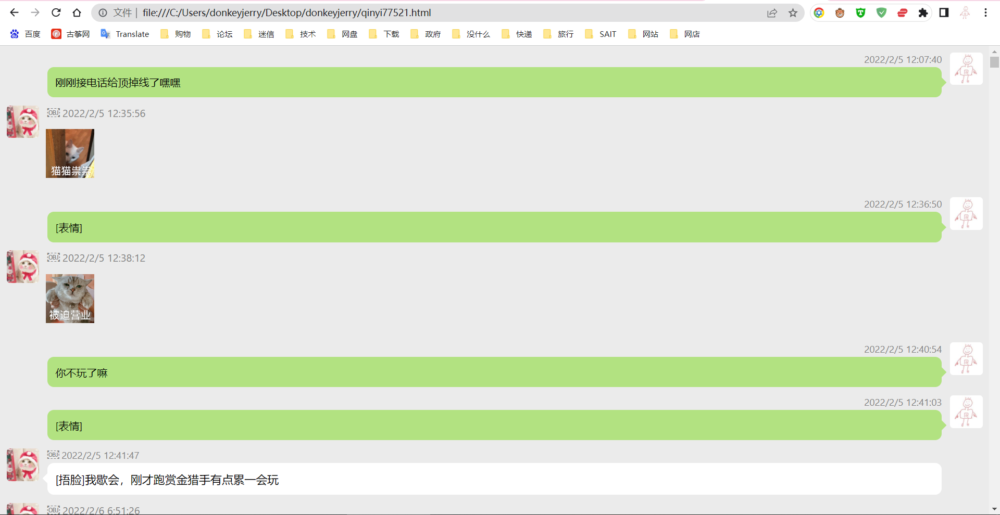 文件 | file:///C:/Users/donkeyjerry/Desktop/donkeyjerry/qinyi77521.html
百度 古筝网 Translate 购物 论坛 迷信 技术 网盘 下载 政府 没什么 快递 旅行 SAIT 网站 网店
2022/2/5 12:07:40
刚刚接电话给顶掉线了嘿嘿
OBJ 2022/2/5 12:35:56
猫猫祟祟
2022/2/5 12:36:50
[表情]
OBJ 2022/2/5 12:38:12
被迫营业
2022/2/5 12:40:54
你不玩了嘛
2022/2/5 12:41:03
[表情]
OBJ 2022/2/5 12:41:47
[捂脸]我歇会，刚才跑赏金猎手有点累一会玩
OBJ 2022/2/6 6:51:26